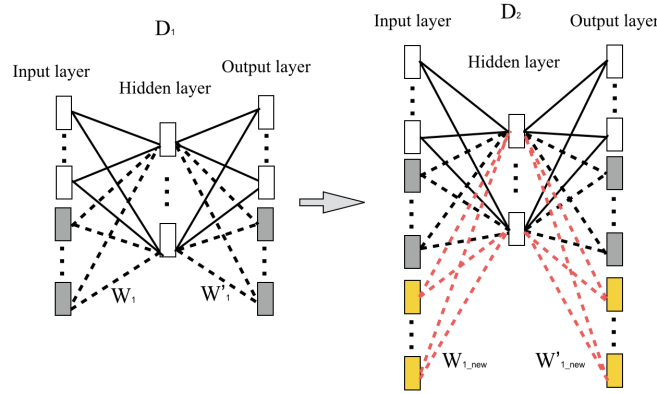 D₁
Input layer
Hidden layer
Output layer
W₁
W'₁
D₂
Input layer
Hidden layer
Output layer
W₁_new
W'₁_new